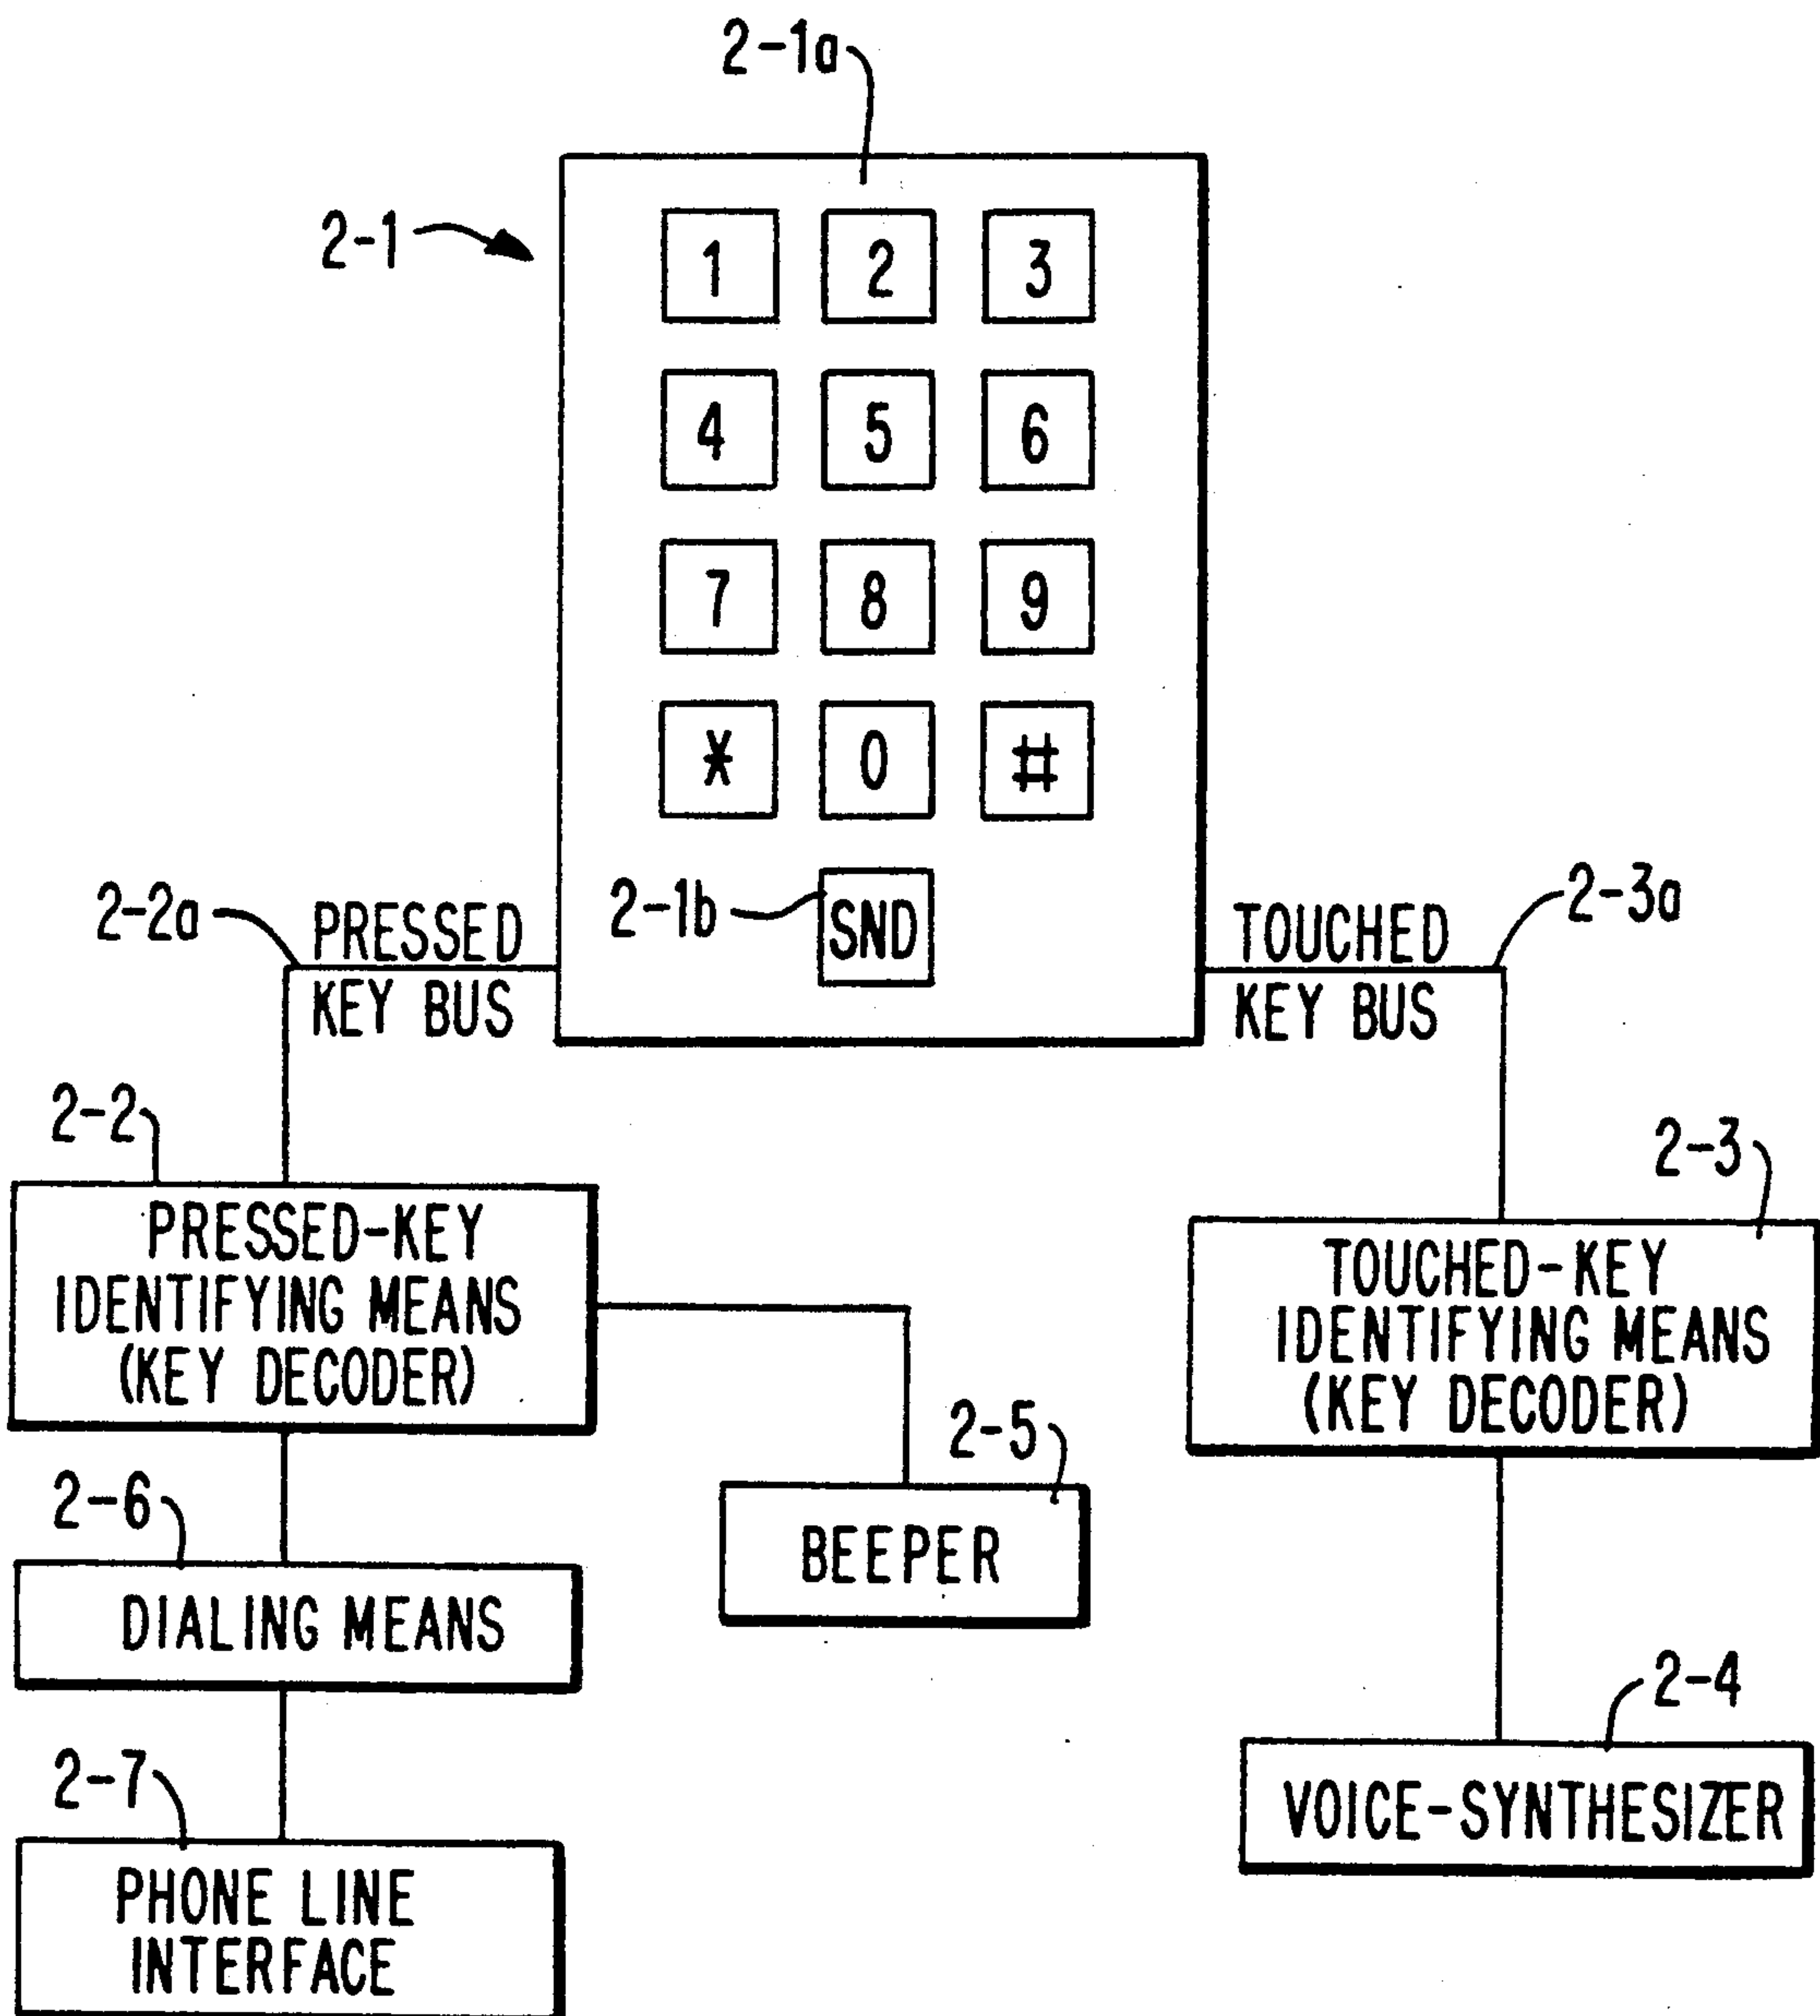 2-1a
2-1
1 2 3
4 5 6
7 8 9
* 0 #
2-1b SND
2-2a
PRESSED
KEY BUS
TOUCHED
KEY BUS
2-3a
2-2
PRESSED-KEY
IDENTIFYING MEANS
(KEY DECODER)
2-3
TOUCHED-KEY
IDENTIFYING MEANS
(KEY DECODER)
2-5
BEEPER
2-6
DIALING MEANS
2-4
VOICE-SYNTHESIZER
2-7
PHONE LINE
INTERFACE